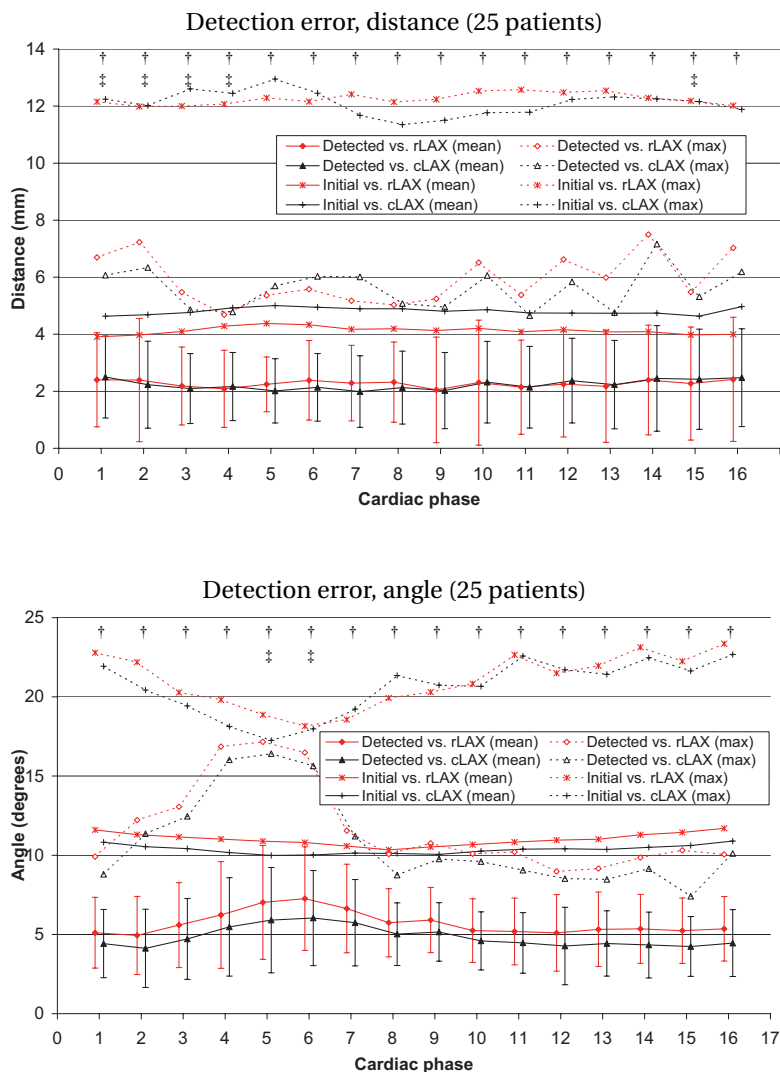 Detection error, distance (25 patients)
14
† † † † † † † † † † † † † † † †
‡ ‡ ‡ ‡ ‡
12
10
8
6
4
2
0
Distance (mm)
Detected vs. rLAX (mean) Detected vs. rLAX (max)
Detected vs. cLAX (mean) Detected vs. cLAX (max)
Initial vs. rLAX (mean) Initial vs. rLAX (max)
Initial vs. cLAX (mean) Initial vs. cLAX (max)
0 1 2 3 4 5 6 7 8 9 10 11 12 13 14 15 16
Cardiac phase
Detection error, angle (25 patients)
25
† † † † † † † † † † † † † † † †
‡ ‡
20
15
10
5
0
Angle (degrees)
Detected vs. rLAX (mean) Detected vs. rLAX (max)
Detected vs. cLAX (mean) Detected vs. cLAX (max)
Initial vs. rLAX (mean) Initial vs. rLAX (max)
Initial vs. cLAX (mean) Initial vs. cLAX (max)
0 1 2 3 4 5 6 7 8 9 10 11 12 13 14 15 16 17
Cardiac phase